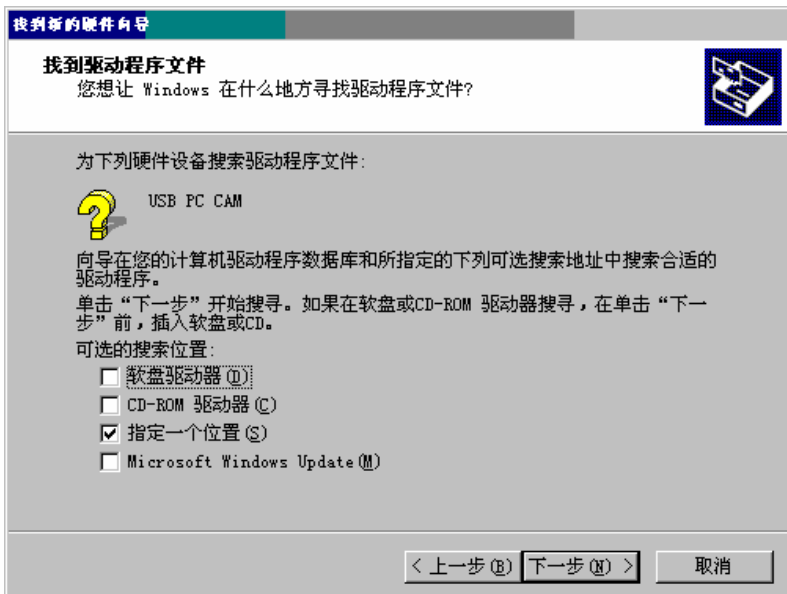 找到新的硬件向导
找到驱动程序文件
您想让 Windows 在什么地方寻找驱动程序文件?
为下列硬件设备搜索驱动程序文件:
USB PC CAM
向导在您的计算机驱动程序数据库和所指定的下列可选搜索地址中搜索合适的
驱动程序。
单击“下一步”开始搜寻。如果在软盘或CD-ROM 驱动器搜寻，在单击“下一
步”前，插入软盘或CD。
可选的搜索位置:
软盘驱动器(D)
CD-ROM 驱动器(C)
指定一个位置(S)
Microsoft Windows Update(M)
< 上一步(B) 下一步(N) > 取消